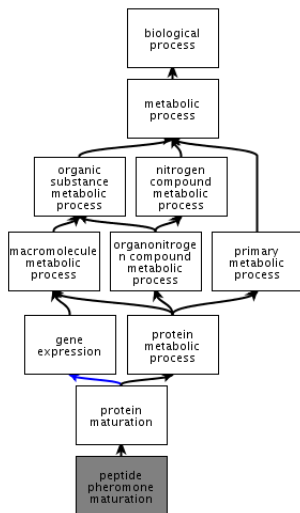 biological
process
metabolic
process
organic
substance
metabolic
process
nitrogen
compound
metabolic
process
macromolecule
metabolic
process
organonitroge
n compound
metabolic
process
primary
metabolic
process
gene
expression
protein
metabolic
process
protein
maturation
peptide
pheromone
maturation